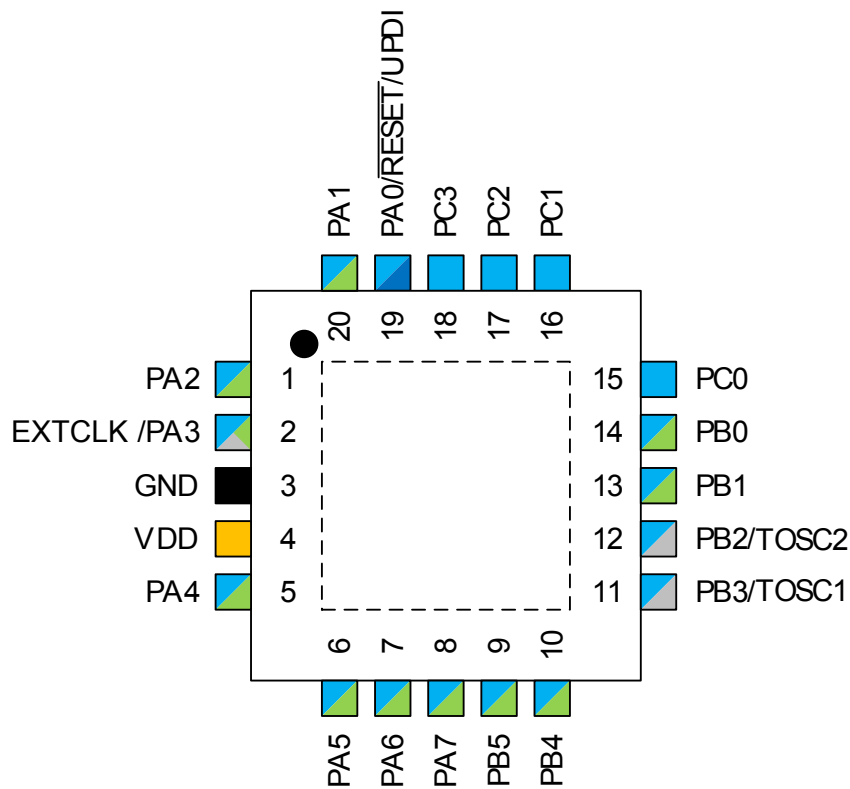 PA0/RESET/UPDI
PA1
PC3
PC2
PC1
20
19
18
17
16
PA2 1
EXTCLK /PA3 2
GND 3
VDD 4
PA4 5
15 PC0
14 PB0
13 PB1
12 PB2/TOSC2
11 PB3/TOSC1
6
7
8
9
10
PA5
PA6
PA7
PB5
PB4